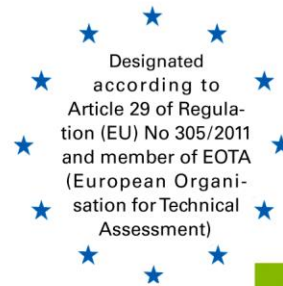 Designated
according to
Article 29 of Regula-
tion (EU) No 305/2011
and member of EOTA
(European Organi-
sation for Technical
Assessment)